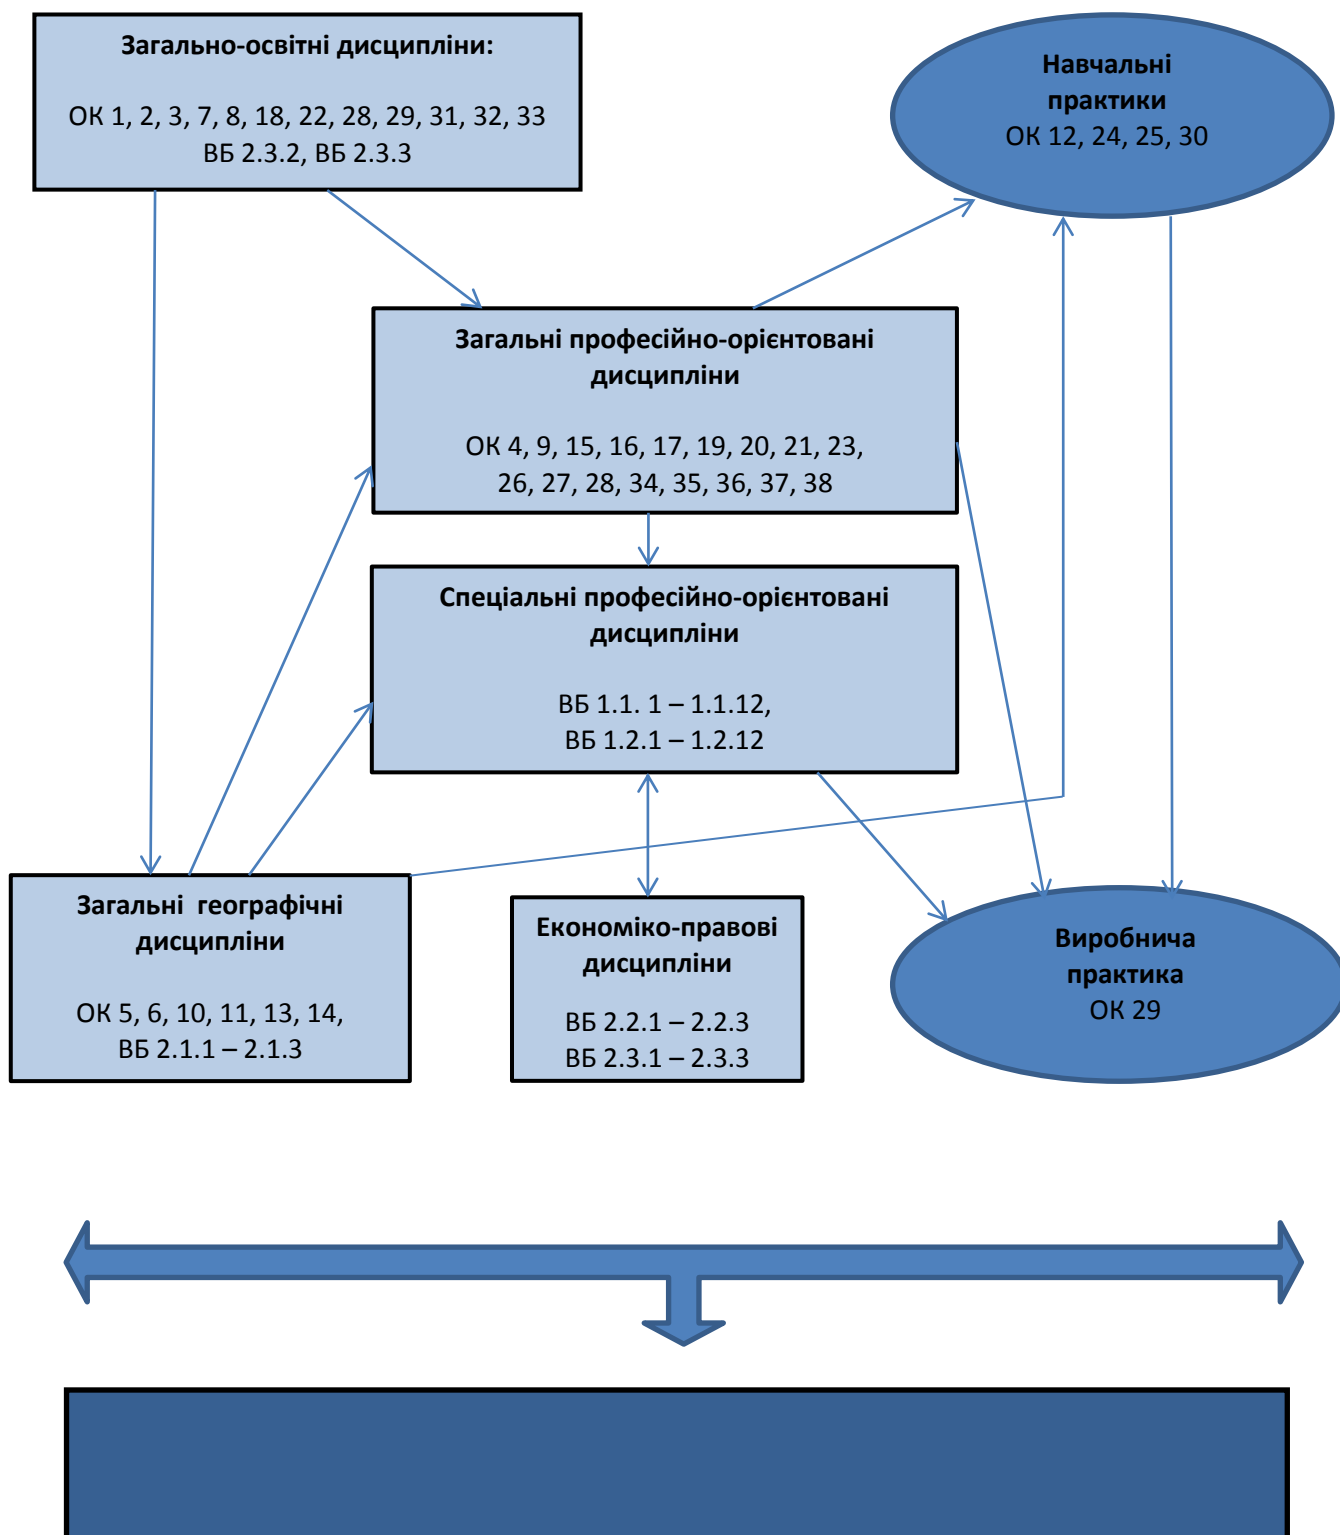 Загально-освітні дисципліни:
ОК 1, 2, 3, 7, 8, 18, 22, 28, 29, 31, 32, 33
ВБ 2.3.2, ВБ 2.3.3
Навчальні
практики
ОК 12, 24, 25, 30
Загальні професійно-орієнтовані
дисципліни
ОК 4, 9, 15, 16, 17, 19, 20, 21, 23,
26, 27, 28, 34, 35, 36, 37, 38
Спеціальні професійно-орієнтовані
дисципліни
ВБ 1.1. 1 – 1.1.12,
ВБ 1.2.1 – 1.2.12
Загальні  географічні
дисципліни
ОК 5, 6, 10, 11, 13, 14,
ВБ 2.1.1 – 2.1.3
Економіко-правові
дисципліни
ВБ 2.2.1 – 2.2.3
ВБ 2.3.1 – 2.3.3
Виробнича
практика
ОК 29